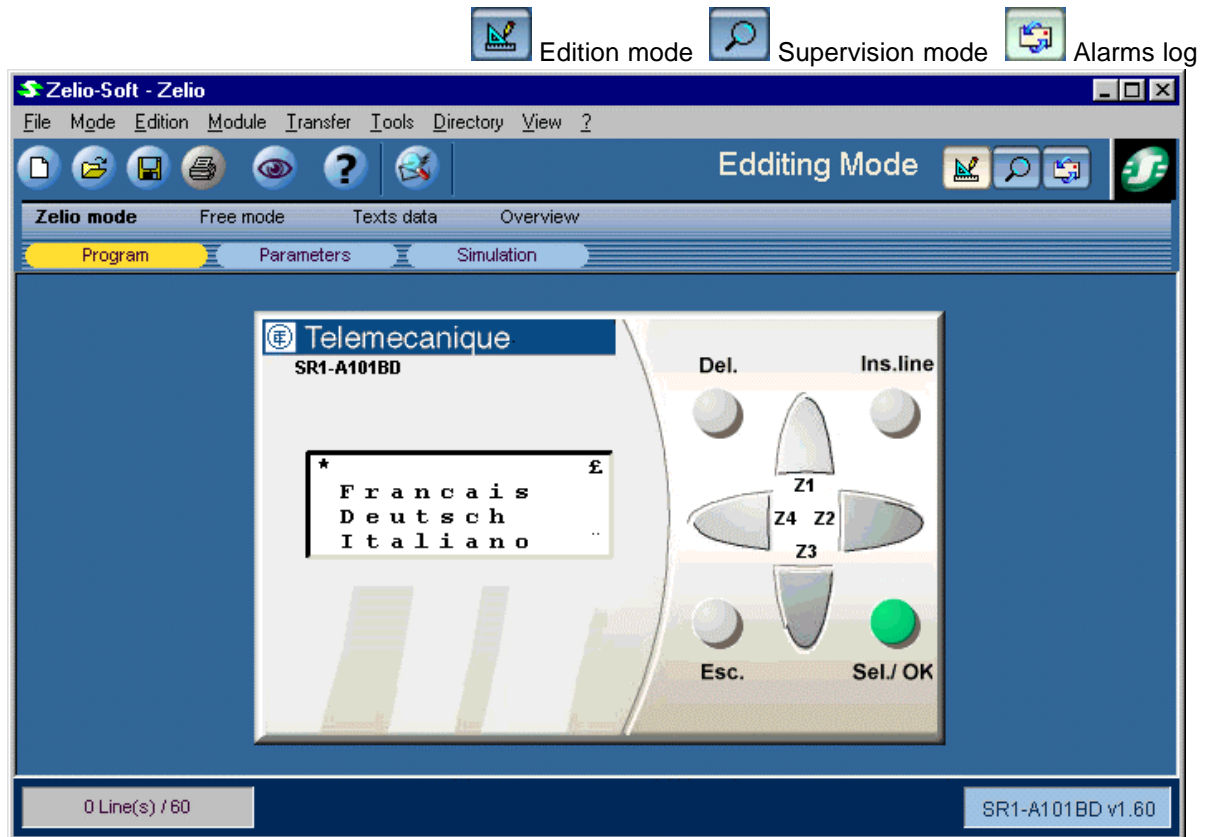 Edition mode Supervision mode Alarms log
Zelio-Soft - Zelio
File Mode Edition Module Transfer Tools Directory View ?
Edditing Mode
Zelio mode Free mode Texts data Overview
Program Parameters Simulation
Telemecanique
SR1-A101BD
Del. Ins.line
* £
Francais
Deutsch
Italiano ..
Z1
Z4 Z2
Z3
Esc. Sel./ OK
0 Line(s) / 60 SR1-A101BD v1.60